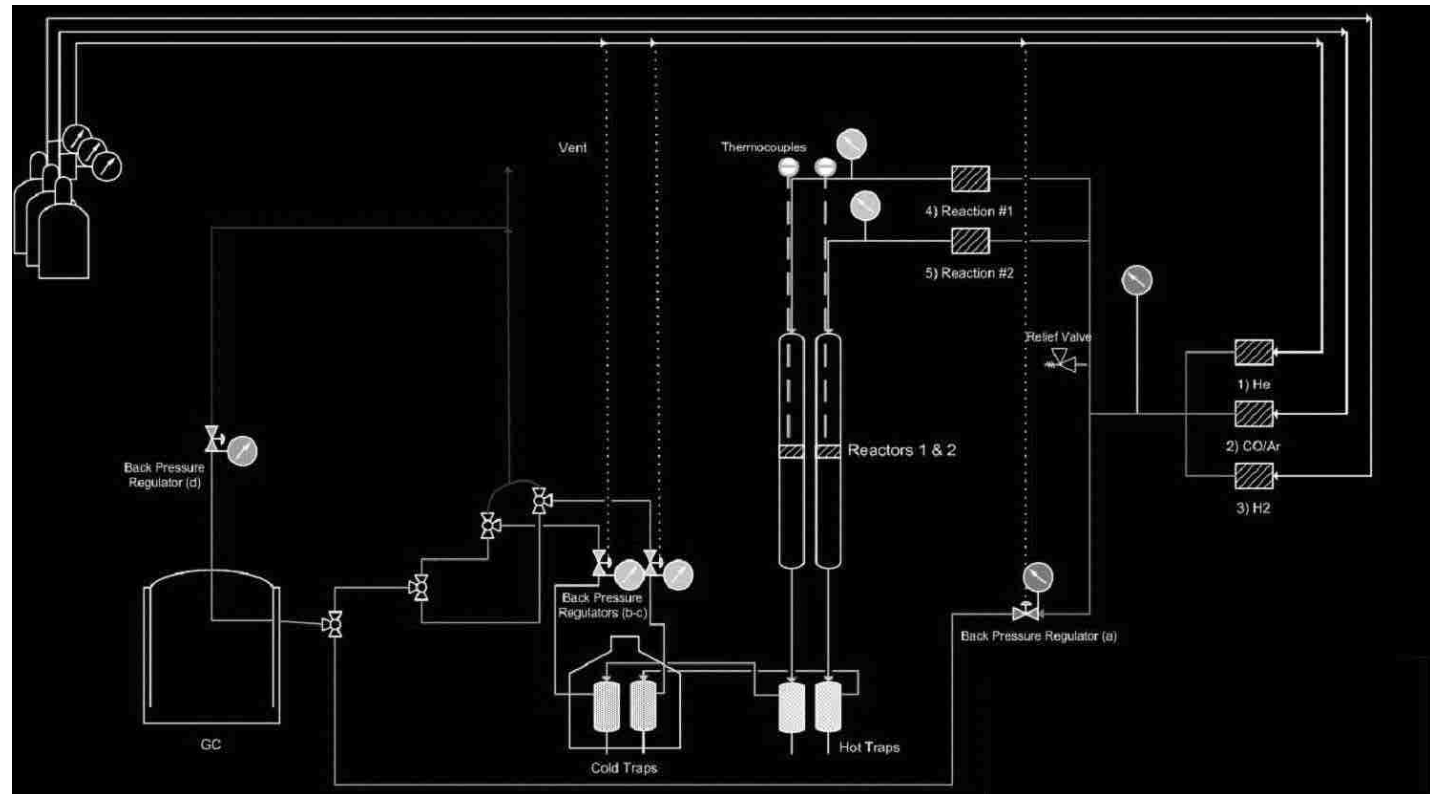 Vent
Thermocouples
4) Reaction #1
5) Reaction #2
Relief Valve
1) He
2) CO/Ar
3) H2
Reactors 1 & 2
Back Pressure
Regulator (d)
Back Pressure
Regulators (b-c)
Back Pressure Regulator (a)
GC
Cold Traps
Hot Traps